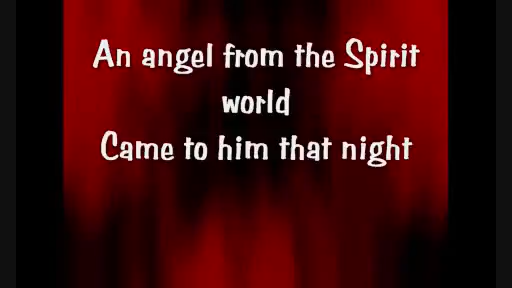 An angel from the Spirit
world
Came to him that night